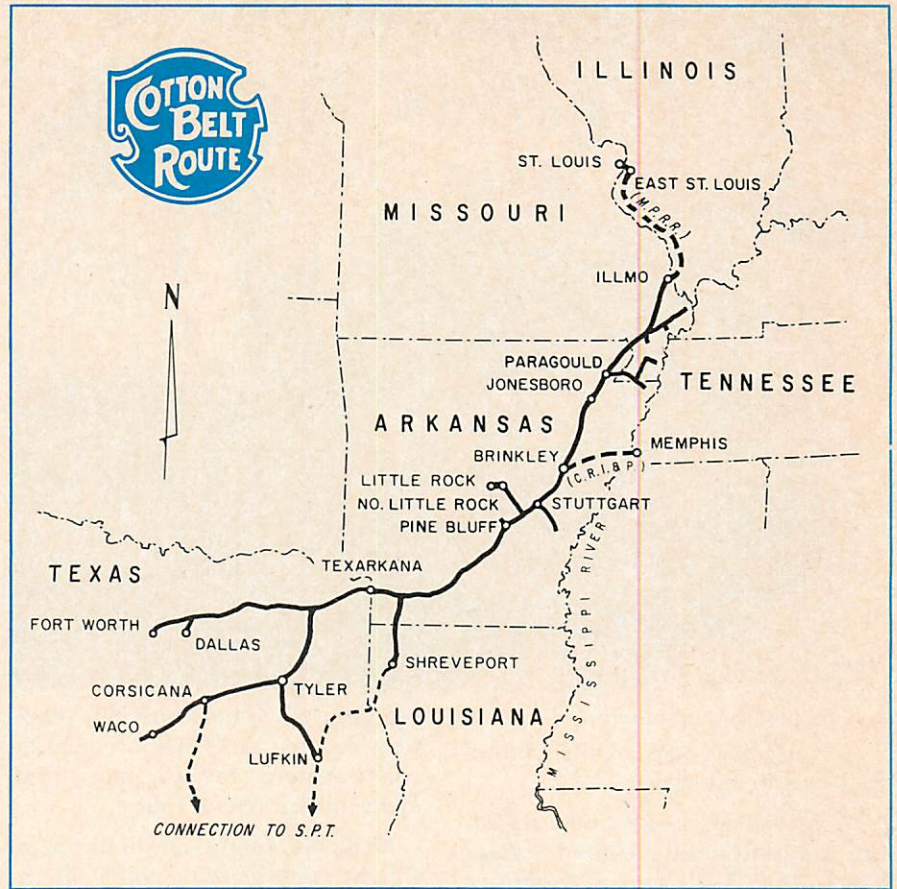 COTTON
BELT
ROUTE
ILLINOIS
ST. LOUIS
EAST ST. LOUIS
(M.P.R.R.)
MISSOURI
ILLMO
N
PARAGOULD
JONESBORO
TENNESSEE
ARKANSAS
BRINKLEY
MEMPHIS
(C.R.I.& P.)
LITTLE ROCK
NO. LITTLE ROCK
STUTTGART
PINE BLUFF
MISSISSIPPI RIVER
TEXARKANA
TEXAS
FORT WORTH
DALLAS
SHREVEPORT
CORSICANA
TYLER
WACO
LOUISIANA
LUFKIN
CONNECTION TO S.P.T.